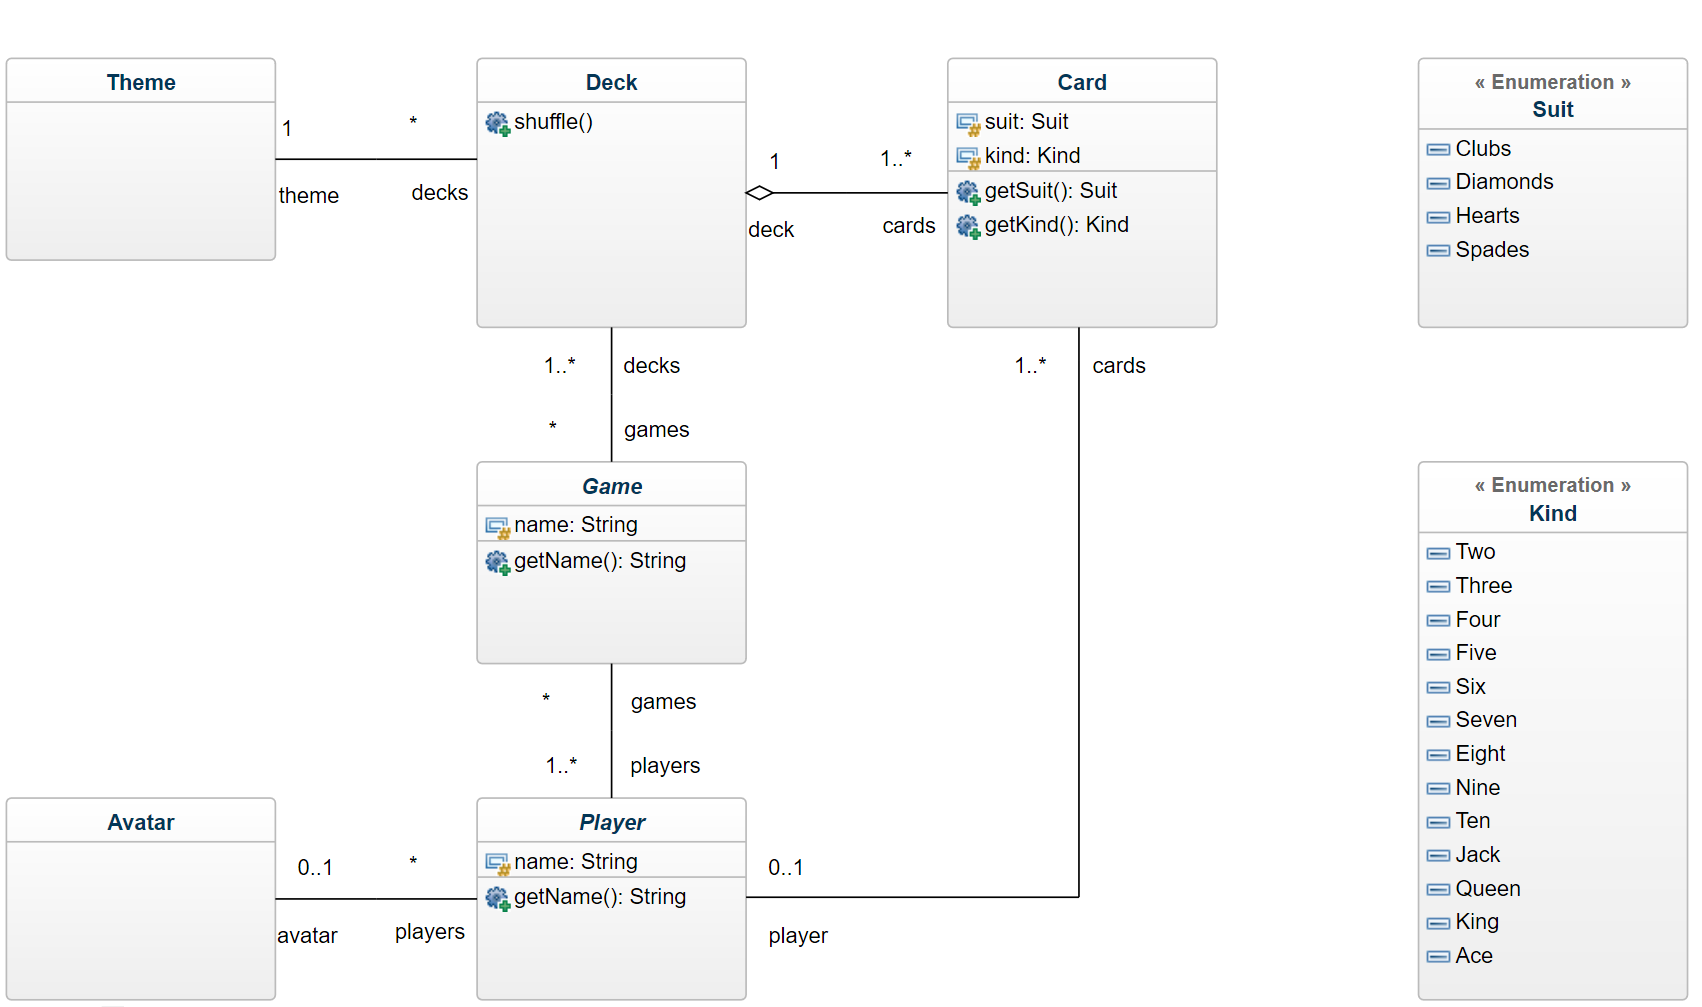 Theme
1
*
theme
decks
Deck
shuffle()
1
1..*
deck
cards
Card
suit: Suit
kind: Kind
getSuit(): Suit
getKind(): Kind
« Enumeration »
Suit
Clubs
Diamonds
Hearts
Spades
1..*
decks
*
games
1..*
cards
Game
name: String
getName(): String
« Enumeration »
Kind
Two
Three
Four
Five
Six
Seven
Eight
Nine
Ten
Jack
Queen
King
Ace
*
games
1..*
players
Avatar
0..1
*
avatar
players
Player
name: String
getName(): String
0..1
player